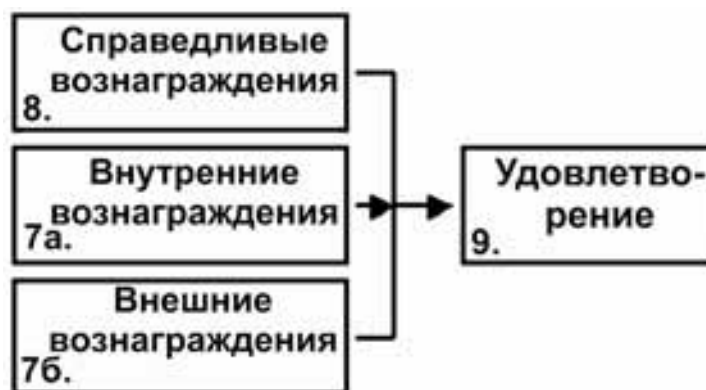 Справедливые
вознаграждения
8.
Внутренние
вознаграждения
7а.
Внешние
вознаграждения
7б.
Удовлетво-
рение
9.